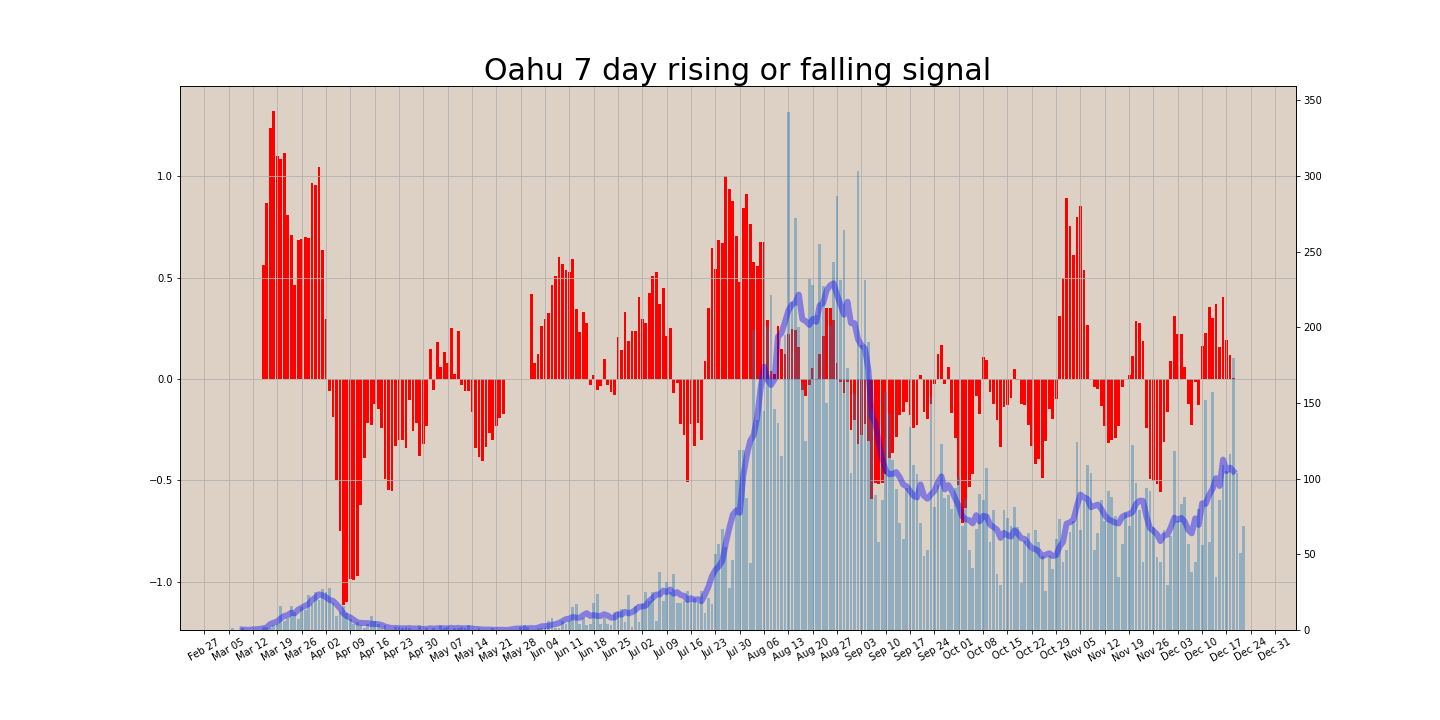 Oahu 7 day rising or falling signal
1.0
0.5
0.0
−0.5
−1.0
350
300
250
200
150
100
50
0
Feb 27
Mar 05
Mar 12
Mar 19
Mar 26
Apr 02
Apr 09
Apr 16
Apr 23
Apr 30
May 07
May 14
May 21
May 28
Jun 04
Jun 11
Jun 18
Jun 25
Jul 02
Jul 09
Jul 16
Jul 23
Jul 30
Aug 06
Aug 13
Aug 20
Aug 27
Sep 03
Sep 10
Sep 17
Sep 24
Oct 01
Oct 08
Oct 15
Oct 22
Oct 29
Nov 05
Nov 12
Nov 19
Nov 26
Dec 03
Dec 10
Dec 17
Dec 24
Dec 31